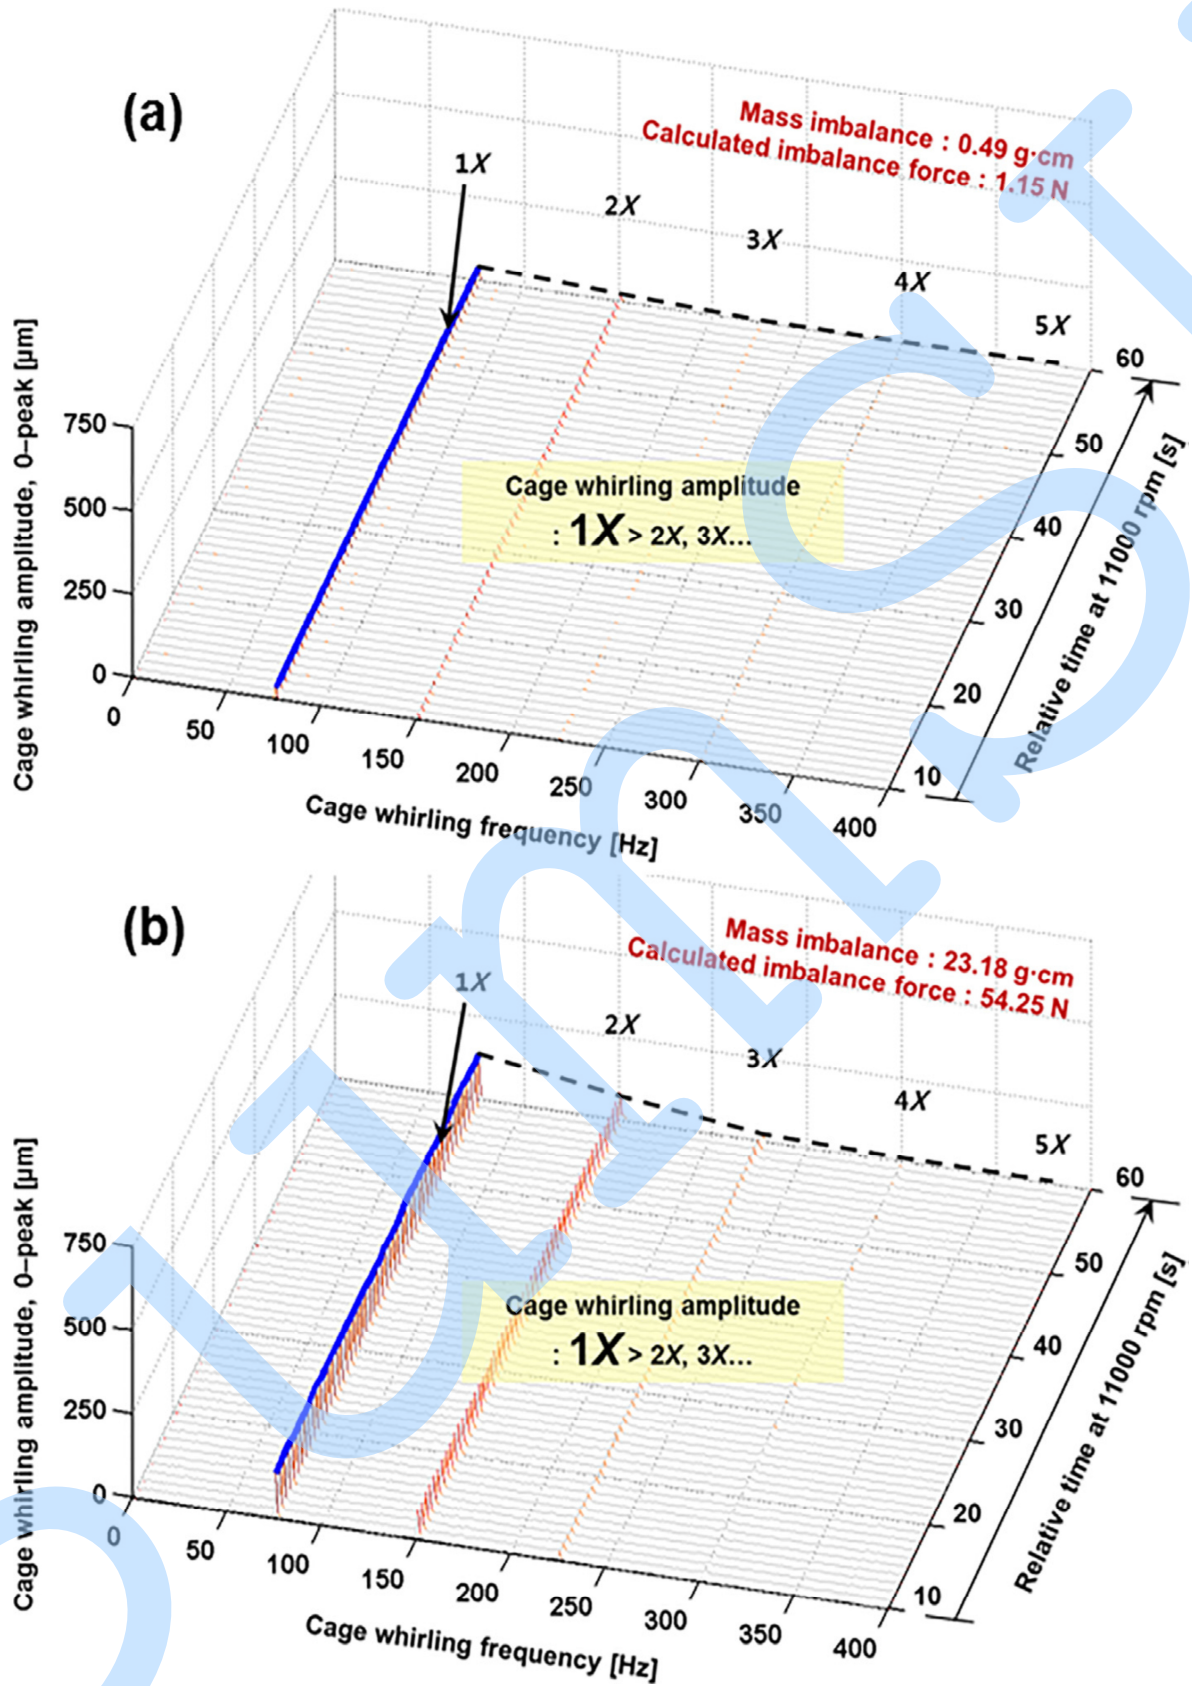 (a)
Mass imbalance : 0.49 g·cm
Calculated imbalance force : 1.15 N
1X
2X
3X
4X
5X
Cage whirling amplitude
: 1X > 2X, 3X...
Cage whirling amplitude, 0–peak [μm]
750
500
250
0
0
50
100
150
200
250
300
350
400
Cage whirling frequency [Hz]
60
50
40
30
20
10
Relative time at 11000 rpm [s]
(b)
Mass imbalance : 23.18 g·cm
Calculated imbalance force : 54.25 N
1X
2X
3X
4X
5X
Cage whirling amplitude
: 1X > 2X, 3X...
Cage whirling amplitude, 0–peak [μm]
750
500
250
0
0
50
100
150
200
250
300
350
400
Cage whirling frequency [Hz]
60
50
40
30
20
10
Relative time at 11000 rpm [s]